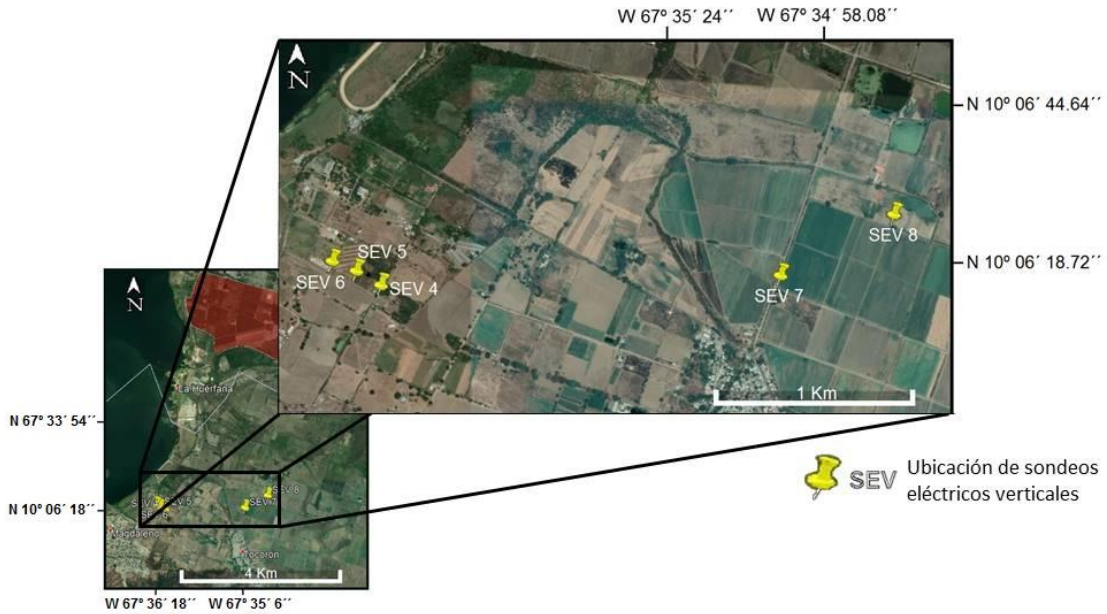 W 67º 35´ 24´´ W 67º 34´ 58.08´´
N
N 10º 06´ 44.64´´
SEV 8
SEV 5
SEV 6
SEV 4
N 10º 06´ 18.72´´
SEV 7
1 Km
N
La Huerfana
N 67º 33´ 54´´
SEV 8
SEV 5
SEV 7
SEV 6
N 10º 06´ 18´´
Magdaleno
Tocoron
4 Km
W 67º 36´ 18´´ W 67º 35´ 6´´
SEV
Ubicación de sondeos
eléctricos verticales